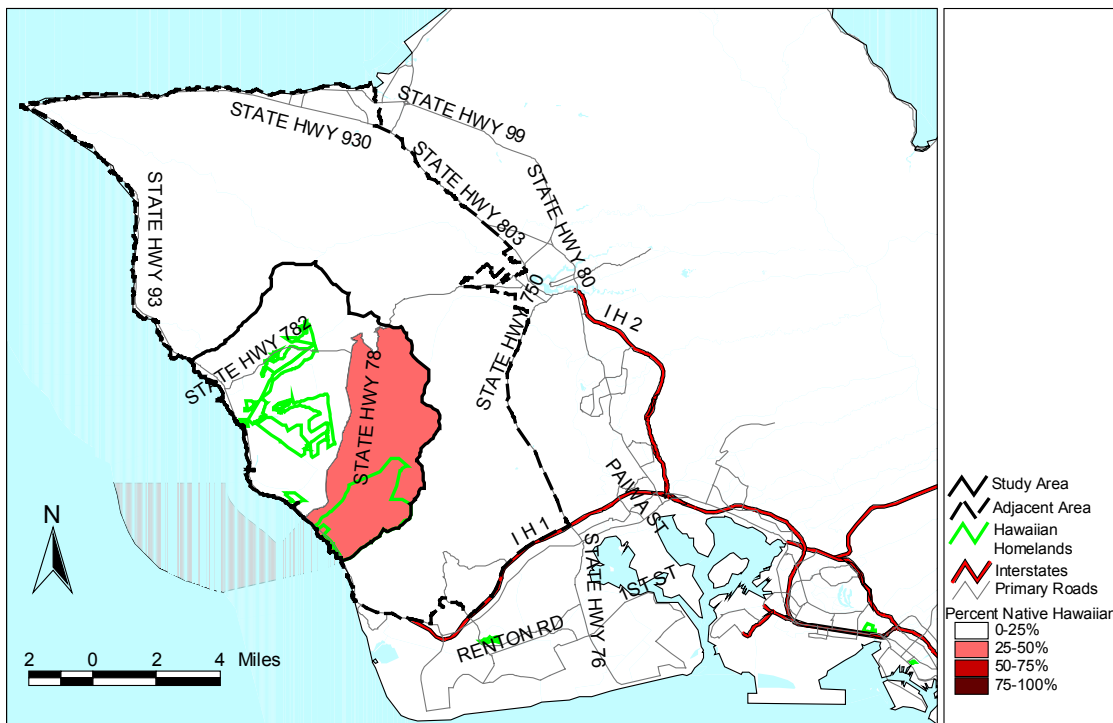 STATE HWY 99
STATE HWY 930
STATE HWY 803
STATE HWY 93
STATE HWY 80
STATE HWY 750
I H 2
STATE HWY 782
STATE HWY 78
PAIWA ST
I H 1
STATE HWY 76
1ST ST
RENTON RD
N
2 0 2 4 Miles
Study Area
Adjacent Area
Hawaiian
Homelands
Interstates
Primary Roads
Percent Native Hawaiian
0-25%
25-50%
50-75%
75-100%